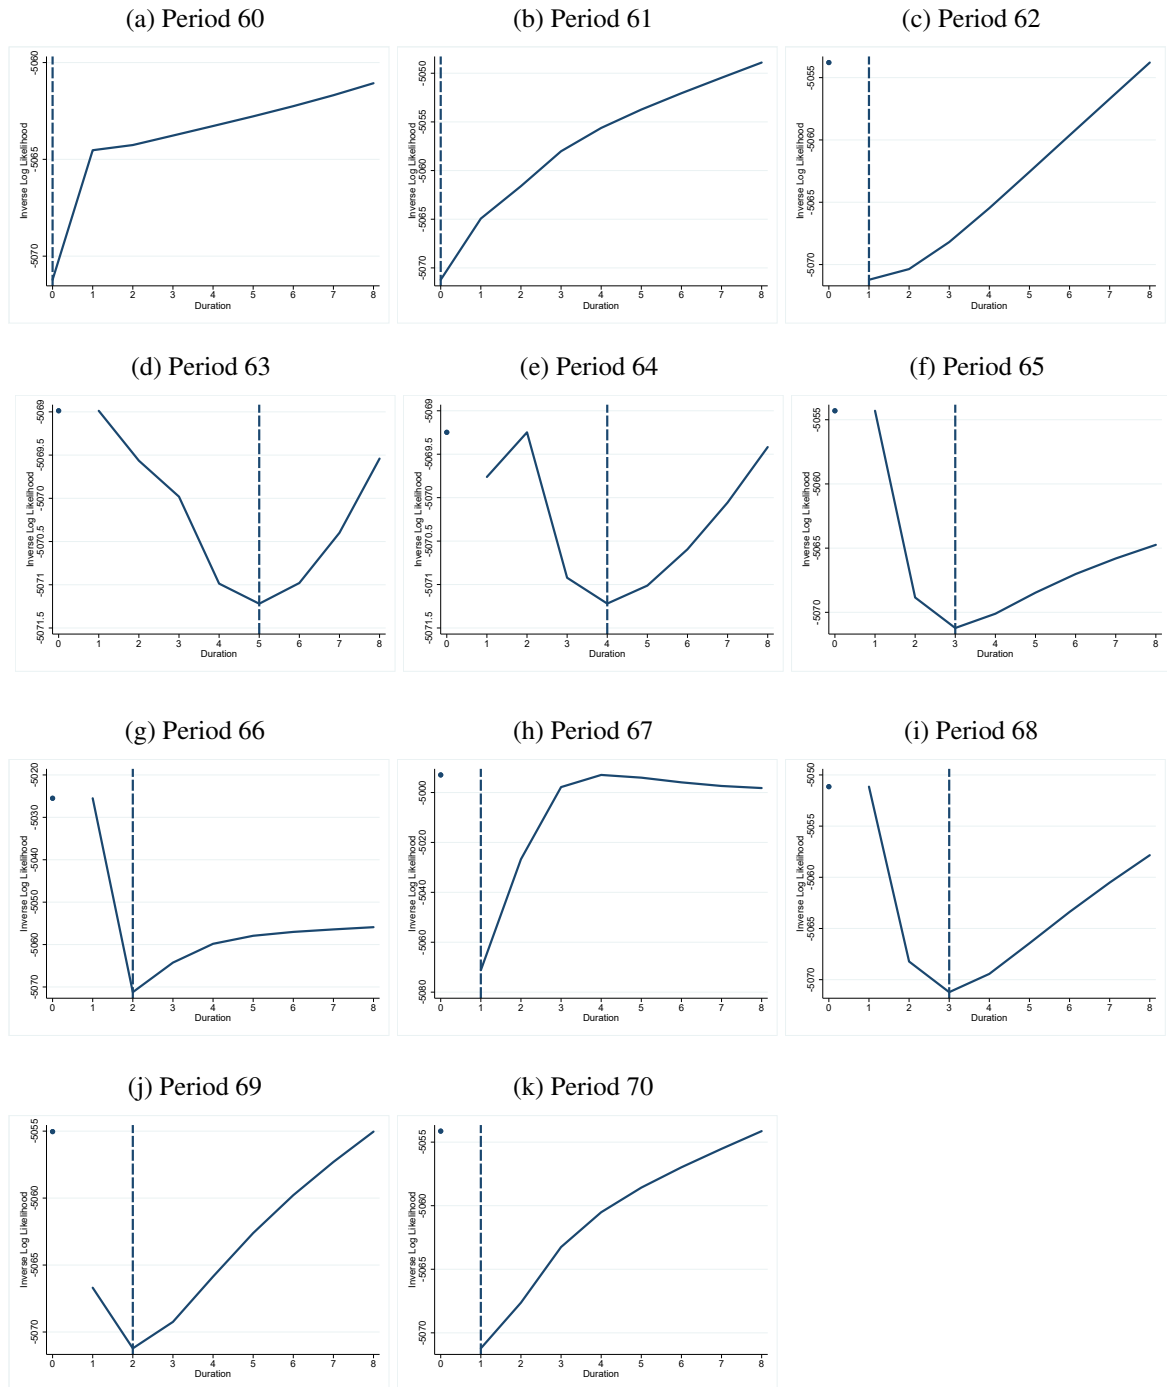 (a) Period 60
(b) Period 61
(c) Period 62
Inverse Log Likelihood
-5060
-5065
-5070
0 1 2 3 4 5 6 7 8
Duration
Inverse Log Likelihood
-5050
-5055
-5060
-5065
-5070
0 1 2 3 4 5 6 7 8
Duration
Inverse Log Likelihood
-5055
-5060
-5065
-5070
0 1 2 3 4 5 6 7 8
Duration
(d) Period 63
(e) Period 64
(f) Period 65
Inverse Log Likelihood
-5069
-5069.5
-5070
-5070.5
-5071
-5071.5
0 1 2 3 4 5 6 7 8
Duration
Inverse Log Likelihood
-5069
-5069.5
-5070
-5070.5
-5071
-5071.5
0 1 2 3 4 5 6 7 8
Duration
Inverse Log Likelihood
-5055
-5060
-5065
-5070
0 1 2 3 4 5 6 7 8
Duration
(g) Period 66
(h) Period 67
(i) Period 68
Inverse Log Likelihood
-5020
-5030
-5040
-5050
-5060
-5070
0 1 2 3 4 5 6 7 8
Duration
Inverse Log Likelihood
-5000
-5020
-5040
-5060
-5080
0 1 2 3 4 5 6 7 8
Duration
Inverse Log Likelihood
-5050
-5055
-5060
-5065
-5070
0 1 2 3 4 5 6 7 8
Duration
(j) Period 69
(k) Period 70
Inverse Log Likelihood
-5055
-5060
-5065
-5070
0 1 2 3 4 5 6 7 8
Duration
Inverse Log Likelihood
-5055
-5060
-5065
-5070
0 1 2 3 4 5 6 7 8
Duration